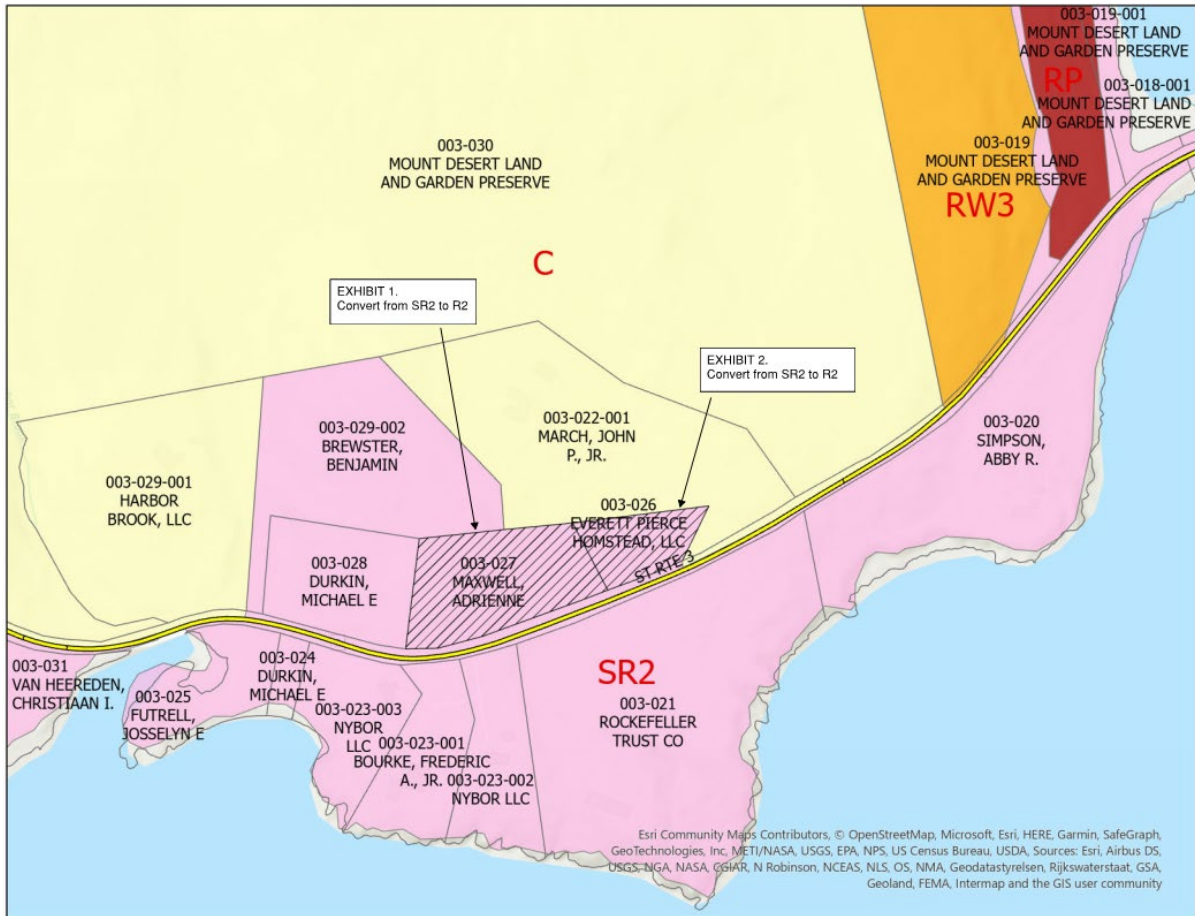 003-019-001
MOUNT DESERT LAND
AND GARDEN PRESERVE
RP
003-018-001
MOUNT DESERT LAND
AND GARDEN PRESERVE
003-030
MOUNT DESERT LAND
AND GARDEN PRESERVE
003-019
MOUNT DESERT LAND
AND GARDEN PRESERVE
RW3
C
EXHIBIT 1.
Convert from SR2 to R2
EXHIBIT 2.
Convert from SR2 to R2
003-029-002
BREWSTER,
BENJAMIN
003-022-001
MARCH, JOHN
P., JR.
003-020
SIMPSON,
ABBY R.
003-029-001
HARBOR
BROOK, LLC
003-026
EVERETT PIERCE
HOMSTEAD, LLC
003-028
DURKIN,
MICHAEL E
003-027
MAXWELL,
ADRIENNE
ST RTE 3
003-031
VAN HEEREDEN,
CHRISTIAAN I.
003-025
FUTRELL,
JOSSELYN E
003-024
DURKIN,
MICHAEL E
003-023-003
NYBOR
LLC
003-023-001
BOURKE, FREDERIC
A., JR.
003-023-002
NYBOR LLC
SR2
003-021
ROCKEFELLER
TRUST CO
Esri Community Maps Contributors, © OpenStreetMap, Microsoft, Esri, HERE, Garmin, SafeGraph,
GeoTechnologies, Inc, METI/NASA, USGS, EPA, NPS, US Census Bureau, USDA, Sources: Esri, Airbus DS,
USGS, NGA, NASA, CGIAR, N Robinson, NCEAS, NLS, OS, NMA, Geodatastyrelsen, Rijkswaterstaat, GSA,
Geoland, FEMA, Intermap and the GIS user community